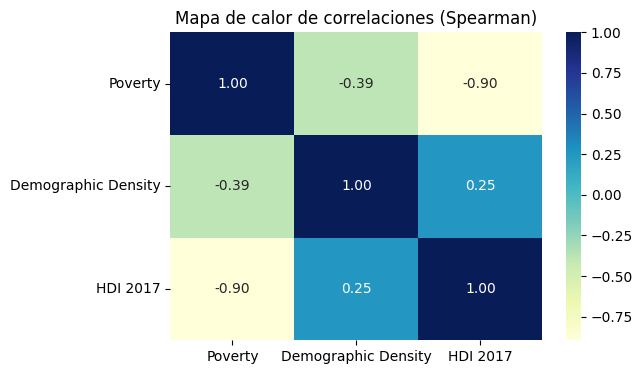 Mapa de calor de correlaciones (Spearman)
Poverty
1.00
-0.39
-0.90
Demographic Density
-0.39
1.00
0.25
HDI 2017
-0.90
0.25
1.00
Poverty
Demographic Density
HDI 2017
1.00
0.75
0.50
0.25
0.00
−0.25
−0.50
−0.75